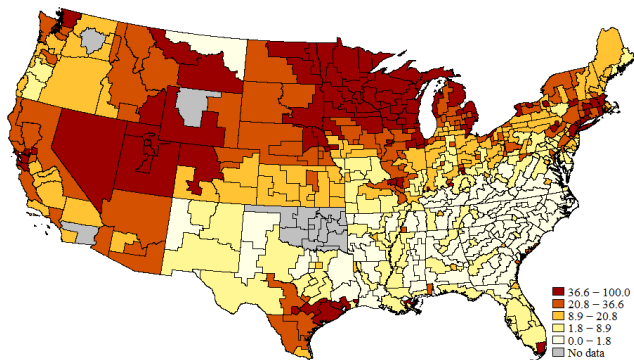 36.6 – 100.0
20.8 – 36.6
8.9 – 20.8
1.8 – 8.9
0.0 – 1.8
No data